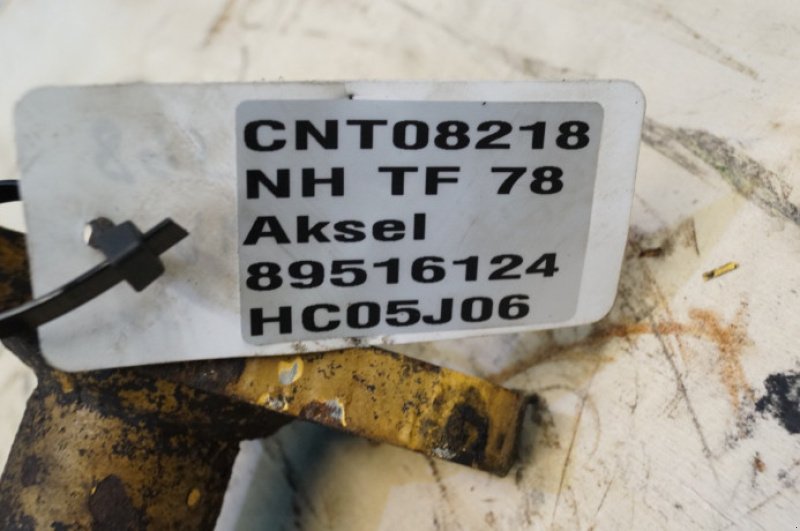 CNT08218
NH TF 78
Aksel
89516124
HC05J06